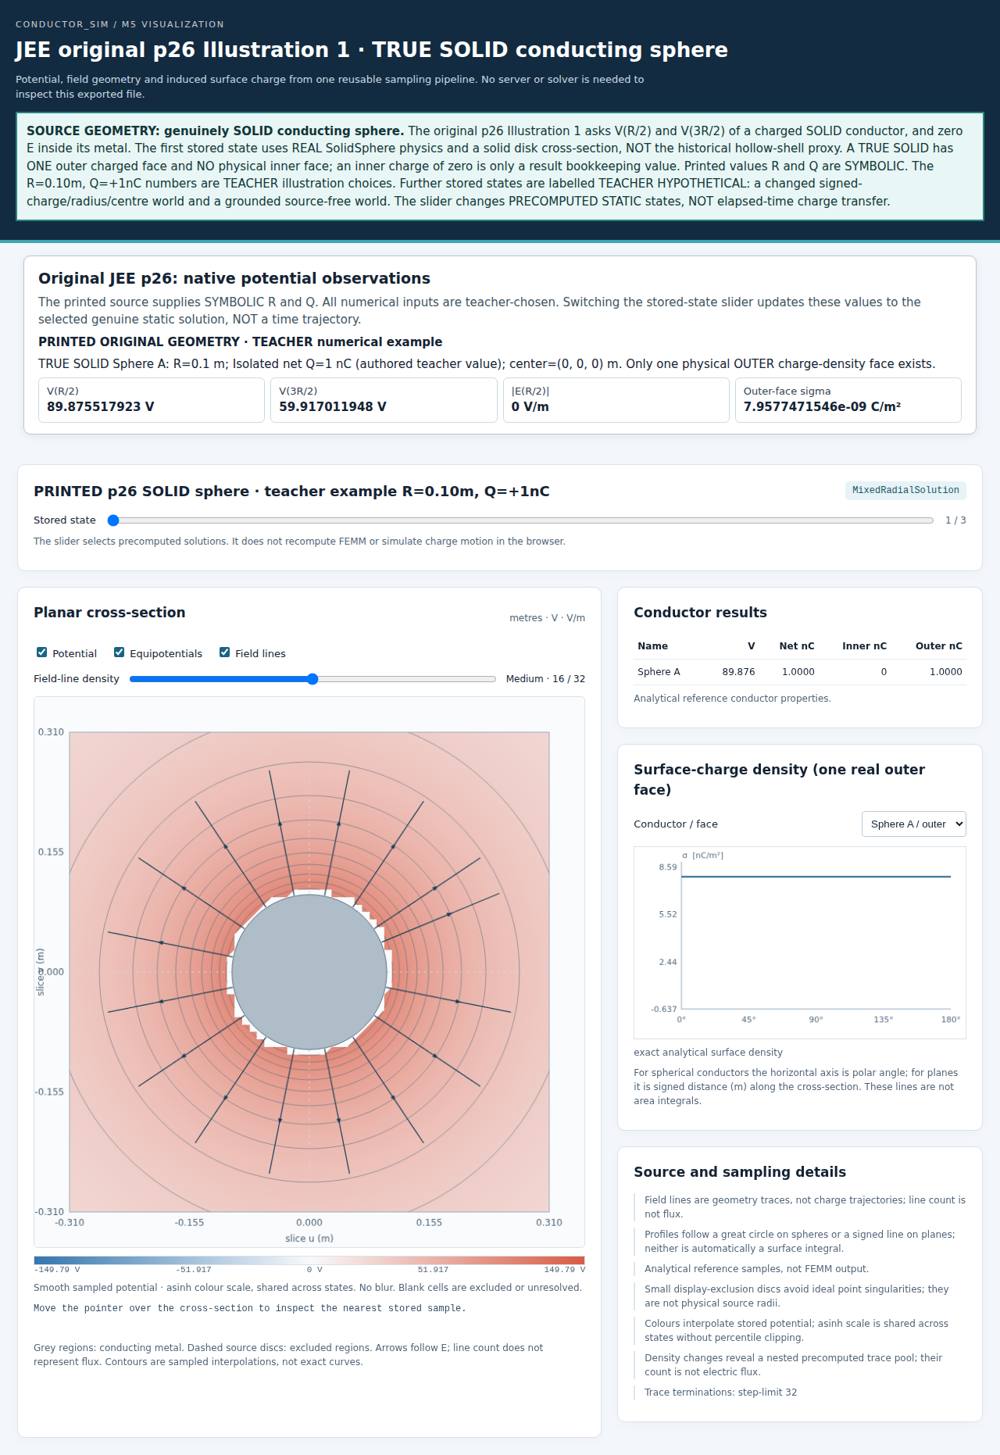 CONDUCTOR_SIM / M5 VISUALIZATION
JEE original p26 Illustration 1 · TRUE SOLID conducting sphere
Potential, field geometry and induced surface charge from one reusable sampling pipeline. No server or solver is needed to
inspect this exported file.
SOURCE GEOMETRY: genuinely SOLID conducting sphere. The original p26 Illustration 1 asks V(R/2) and V(3R/2) of a charged SOLID conductor, and zero
E inside its metal. The first stored state uses REAL SolidSphere physics and a solid disk cross-section, NOT the historical hollow-shell proxy. A TRUE SOLID has
ONE outer charged face and NO physical inner face; an inner charge of zero is only a result bookkeeping value. Printed values R and Q are SYMBOLIC. The
R=0.10m, Q=+1nC numbers are TEACHER illustration choices. Further stored states are labelled TEACHER HYPOTHETICAL: a changed signed-
charge/radius/centre world and a grounded source-free world. The slider changes PRECOMPUTED STATIC states, NOT elapsed-time charge transfer.
Original JEE p26: native potential observations
The printed source supplies SYMBOLIC R and Q. All numerical inputs are teacher-chosen. Switching the stored-state slider updates these values to the
selected genuine static solution, NOT a time trajectory.
PRINTED ORIGINAL GEOMETRY · TEACHER numerical example
TRUE SOLID Sphere A: R=0.1 m; Isolated net Q=1 nC (authored teacher value); center=(0, 0, 0) m. Only one physical OUTER charge-density face exists.
V(R/2)
89.875517923 V
V(3R/2)
59.917011948 V
|E(R/2)|
0 V/m
Outer-face sigma
7.9577471546e-09 C/m²
PRINTED p26 SOLID sphere · teacher example R=0.10m, Q=+1nC
MixedRadialSolution
Stored state
1 / 3
The slider selects precomputed solutions. It does not recompute FEMM or simulate charge motion in the browser.
Planar cross-section
metres · V · V/m
Potential
Equipotentials
Field lines
Field-line density
Medium · 16 / 32
0.310
0.155
0.000
-0.155
-0.310
slice v (m)
-0.310
-0.155
0.000
0.155
0.310
slice u (m)
-149.79 V
-51.917
0 V
51.917
149.79 V
Smooth sampled potential · asinh colour scale, shared across states. No blur. Blank cells are excluded or unresolved.
Move the pointer over the cross-section to inspect the nearest stored sample.
Grey regions: conducting metal. Dashed source discs: excluded regions. Arrows follow E; line count does not
represent flux. Contours are sampled interpolations, not exact curves.
Conductor results
Name V Net nC Inner nC Outer nC
Sphere A 89.876 1.0000 0 1.0000
Analytical reference conductor properties.
Surface-charge density (one real outer
face)
Conductor / face
Sphere A / outer
σ [nC/m²]
8.59
5.52
2.44
-0.637
0°
45°
90°
135°
180°
exact analytical surface density
For spherical conductors the horizontal axis is polar angle; for planes
it is signed distance (m) along the cross-section. These lines are not
area integrals.
Source and sampling details
Field lines are geometry traces, not charge trajectories; line count is
not flux.
Profiles follow a great circle on spheres or a signed line on planes;
neither is automatically a surface integral.
Analytical reference samples, not FEMM output.
Small display-exclusion discs avoid ideal point singularities; they
are not physical source radii.
Colours interpolate stored potential; asinh scale is shared across
states without percentile clipping.
Density changes reveal a nested precomputed trace pool; their
count is not electric flux.
Trace terminations: step-limit 32